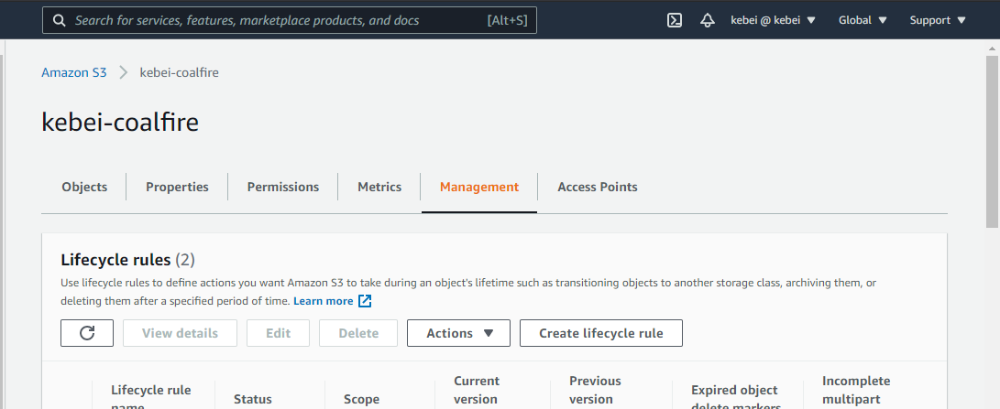 Search for services, features, marketplace products, and docs [Alt+S] kebei @ kebei Global Support
Amazon S3 kebei-coalfire
kebei-coalfire
Objects Properties Permissions Metrics Management Access Points
Lifecycle rules (2)
Use lifecycle rules to define actions you want Amazon S3 to take during an object's lifetime such as transitioning objects to another storage class, archiving them, or
deleting them after a specified period of time. Learn more
View details Edit Delete Actions Create lifecycle rule
Lifecycle rule
name
Status
Scope
Current
version
Previous
version
Expired object
delete markers
Incomplete
multipart